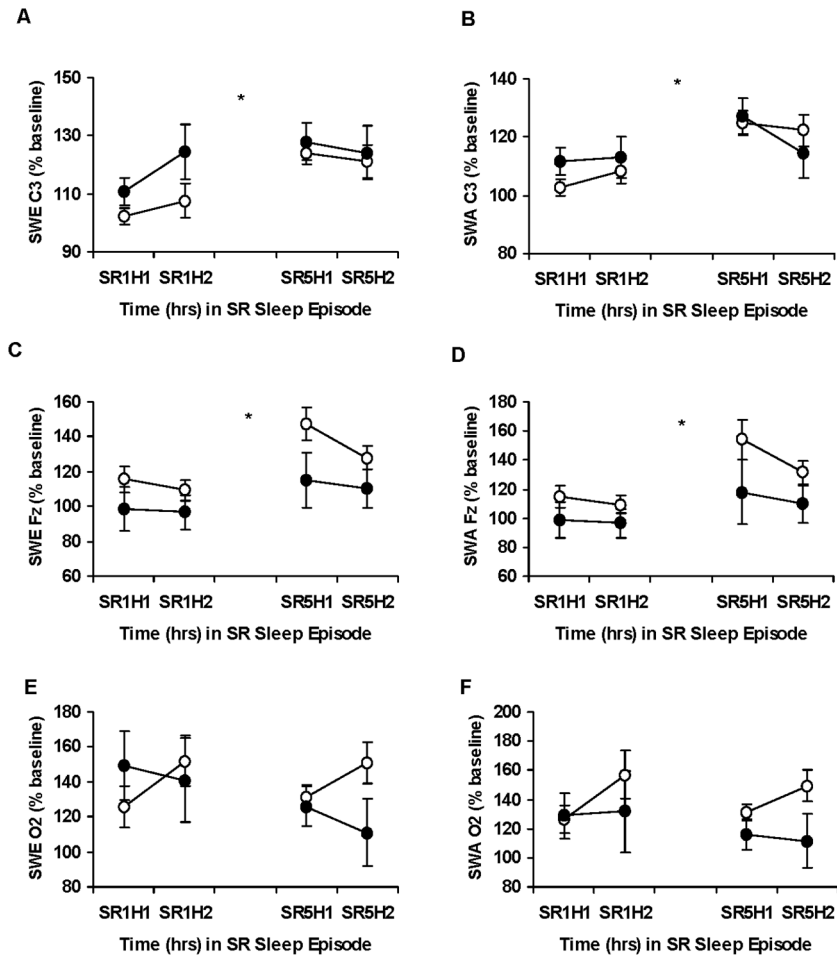 A
SWE C3 (% baseline)
150
130
110
90
*
SR1H1 SR1H2 SR5H1 SR5H2
Time (hrs) in SR Sleep Episode
B
SWA C3 (% baseline)
140
120
100
80
*
SR1H1 SR1H2 SR5H1 SR5H2
Time (hrs) in SR Sleep Episode
C
SWE Fz (% baseline)
160
140
120
100
80
60
*
SR1H1 SR1H2 SR5H1 SR5H2
Time (hrs) in SR Sleep Episode
D
SWA Fz (% baseline)
180
160
140
120
100
80
60
*
SR1H1 SR1H2 SR5H1 SR5H2
Time (hrs) in SR Sleep Episode
E
SWE O2 (% baseline)
180
160
140
120
100
80
SR1H1 SR1H2 SR5H1 SR5H2
Time (hrs) in SR Sleep Episode
F
SWA O2 (% baseline)
200
180
160
140
120
100
80
SR1H1 SR1H2 SR5H1 SR5H2
Time (hrs) in SR Sleep Episode